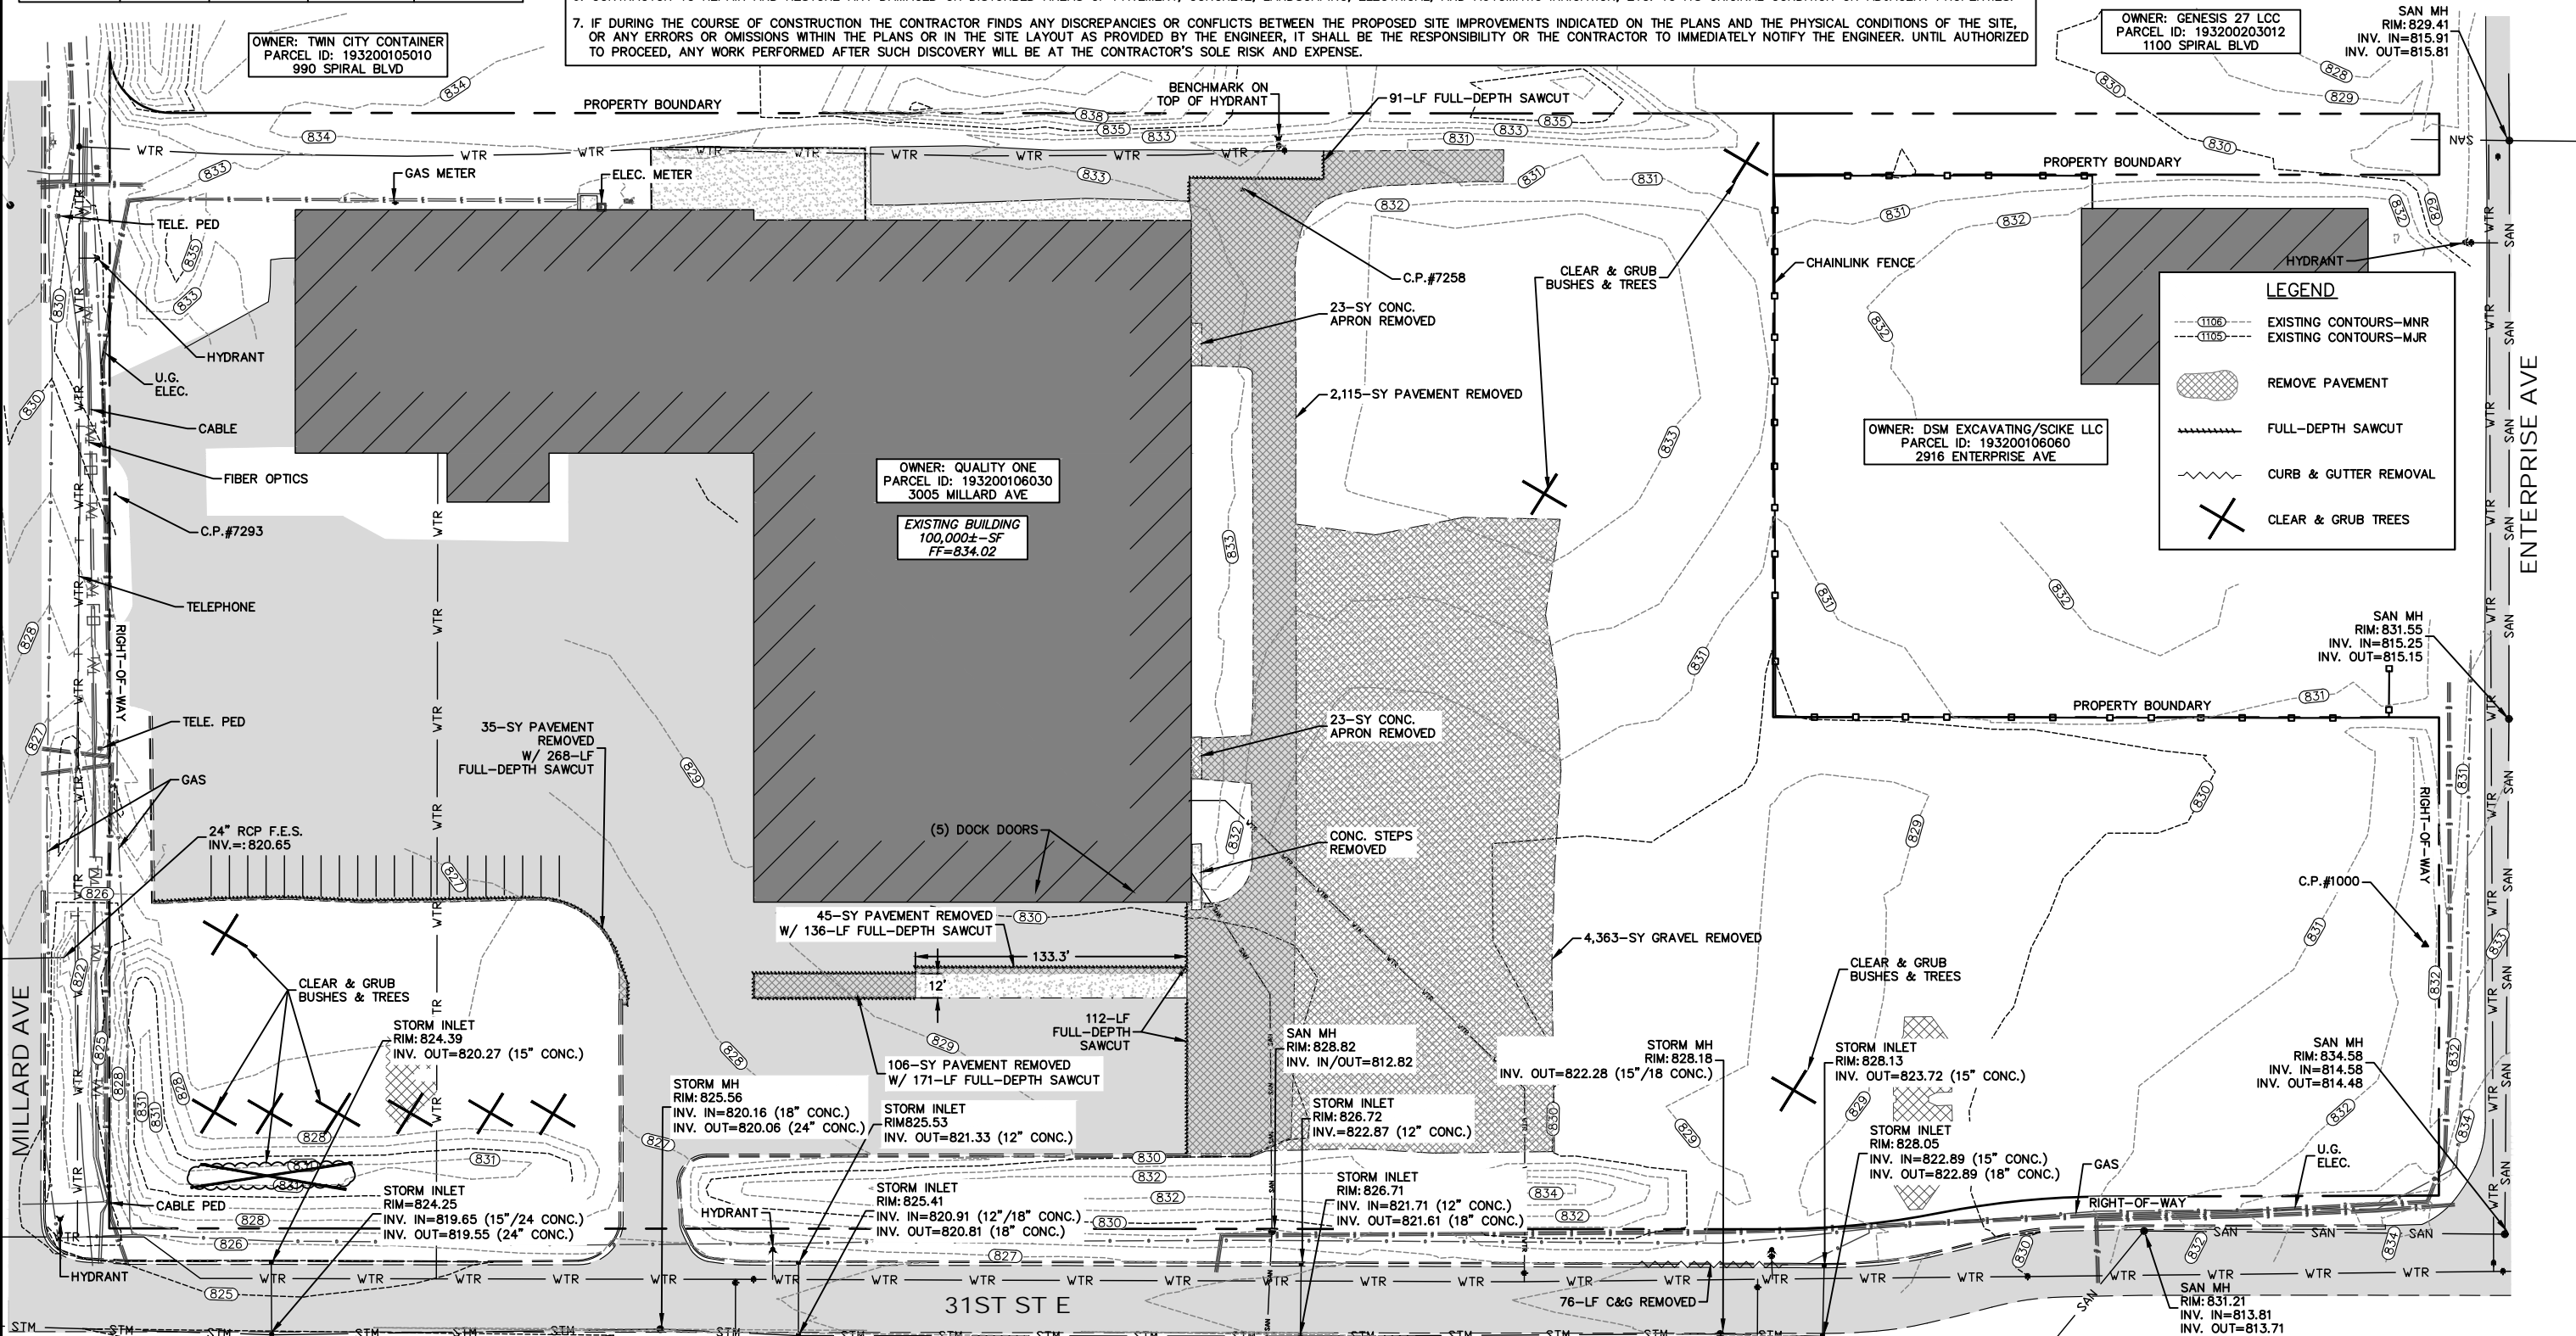 7. IF DURING THE COURSE OF CONSTRUCTION THE CONTRACTOR FINDS ANY DISCREPANCIES OR CONFLICTS BETWEEN THE PROPOSED SITE IMPROVEMENTS INDICATED ON THE PLANS AND THE PHYSICAL CONDITIONS OF THE SITE,
OR ANY ERRORS OR OMISSIONS WITHIN THE PLANS OR IN THE SITE LAYOUT AS PROVIDED BY THE ENGINEER, IT SHALL BE THE RESPONSIBILITY OR THE CONTRACTOR TO IMMEDIATELY NOTIFY THE ENGINEER. UNTIL AUTHORIZED
TO PROCEED, ANY WORK PERFORMED AFTER SUCH DISCOVERY WILL BE AT THE CONTRACTOR'S SOLE RISK AND EXPENSE.
OWNER: TWIN CITY CONTAINER
PARCEL ID: 193200105010
990 SPIRAL BLVD
OWNER: GENESIS 27 LCC
PARCEL ID: 193200203012
1100 SPIRAL BLVD
SAN MH
RIM: 829.41
INV. IN=815.91
INV. OUT=815.81
PROPERTY BOUNDARY
BENCHMARK ON
TOP OF HYDRANT
91-LF FULL-DEPTH SAWCUT
PROPERTY BOUNDARY
GAS METER
ELEC. METER
TELE. PED
C.P.#7258
CLEAR & GRUB
BUSHES & TREES
CHAINLINK FENCE
HYDRANT
23-SY CONC.
APRON REMOVED
HYDRANT
U.G.
ELEC.
2,115-SY PAVEMENT REMOVED
CABLE
FIBER OPTICS
C.P.#7293
OWNER: QUALITY ONE
PARCEL ID: 193200106030
3005 MILLARD AVE
EXISTING BUILDING
100,000±-SF
FF=834.02
OWNER: DSM EXCAVATING/SCIKE LLC
PARCEL ID: 193200106060
2916 ENTERPRISE AVE
LEGEND
1106 EXISTING CONTOURS-MNR
1105 EXISTING CONTOURS-MJR
REMOVE PAVEMENT
FULL-DEPTH SAWCUT
CURB & GUTTER REMOVAL
CLEAR & GRUB TREES
ENTERPRISE AVE
TELEPHONE
RIGHT-OF-WAY
SAN MH
RIM: 831.55
INV. IN=815.25
INV. OUT=815.15
PROPERTY BOUNDARY
TELE. PED
GAS
35-SY PAVEMENT
REMOVED
W/ 268-LF
FULL-DEPTH SAWCUT
23-SY CONC.
APRON REMOVED
24" RCP F.E.S.
INV.=:820.65
(5) DOCK DOORS
CONC. STEPS
REMOVED
RIGHT-OF-WAY
C.P.#1000
45-SY PAVEMENT REMOVED
W/ 136-LF FULL-DEPTH SAWCUT
133.3'
12'
4,363-SY GRAVEL REMOVED
CLEAR & GRUB
BUSHES & TREES
CLEAR & GRUB
BUSHES & TREES
MILLARD AVE
STORM INLET
RIM: 824.39
INV. OUT=820.27 (15" CONC.)
112-LF
FULL-DEPTH
SAWCUT
106-SY PAVEMENT REMOVED
W/ 171-LF FULL-DEPTH SAWCUT
SAN MH
RIM: 828.82
INV. IN/OUT=812.82
STORM MH
RIM: 828.18
INV. OUT=822.28 (15"/18 CONC.)
STORM INLET
RIM: 828.13
INV. OUT=823.72 (15" CONC.)
SAN MH
RIM: 834.58
INV. IN=814.58
INV. OUT=814.48
STORM MH
RIM: 825.56
INV. IN=820.16 (18" CONC.)
INV. OUT=820.06 (24" CONC.)
STORM INLET
RIM825.53
INV. OUT=821.33 (12" CONC.)
STORM INLET
RIM: 826.72
INV.=822.87 (12" CONC.)
STORM INLET
RIM: 828.05
INV. IN=822.89 (15" CONC.)
INV. OUT=822.89 (18" CONC.)
GAS
U.G.
ELEC.
RIGHT-OF-WAY
CABLE PED
STORM INLET
RIM=824.25
INV. IN=819.65 (15"/24 CONC.)
INV. OUT=819.55 (24" CONC.)
HYDRANT
STORM INLET
RIM: 825.41
INV. IN=820.91 (12"/18" CONC.)
INV. OUT=820.81 (18" CONC.)
STORM INLET
RIM: 826.71
INV. IN=821.71 (12" CONC.)
INV. OUT=821.61 (18" CONC.)
HYDRANT
31ST ST E
76-LF C&G REMOVED
SAN MH
RIM: 831.21
INV. IN=813.81
INV. OUT=813.71